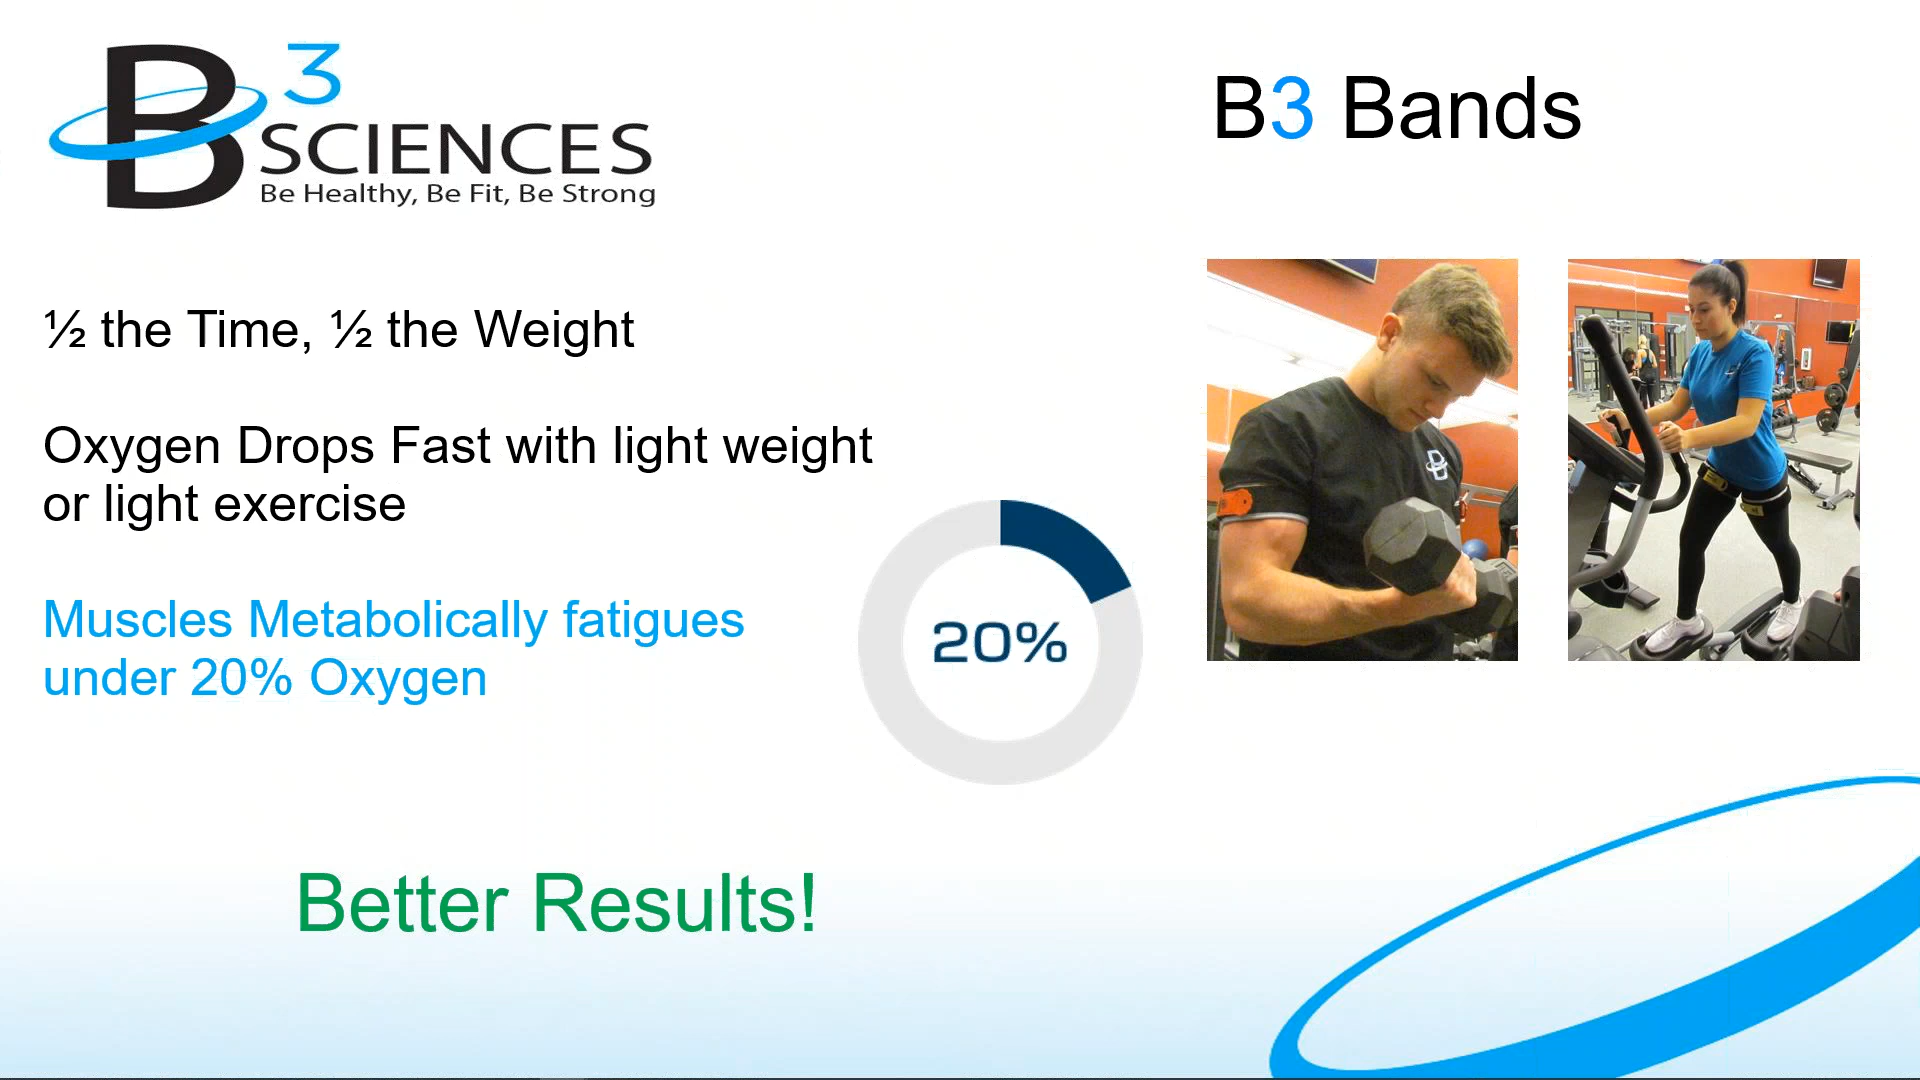 B3
SCIENCES
Be Healthy, Be Fit, Be Strong
B3 Bands
½ the Time, ½ the Weight
Oxygen Drops Fast with light weight
or light exercise
Muscles Metabolically fatigues
under 20% Oxygen
20%
Better Results!